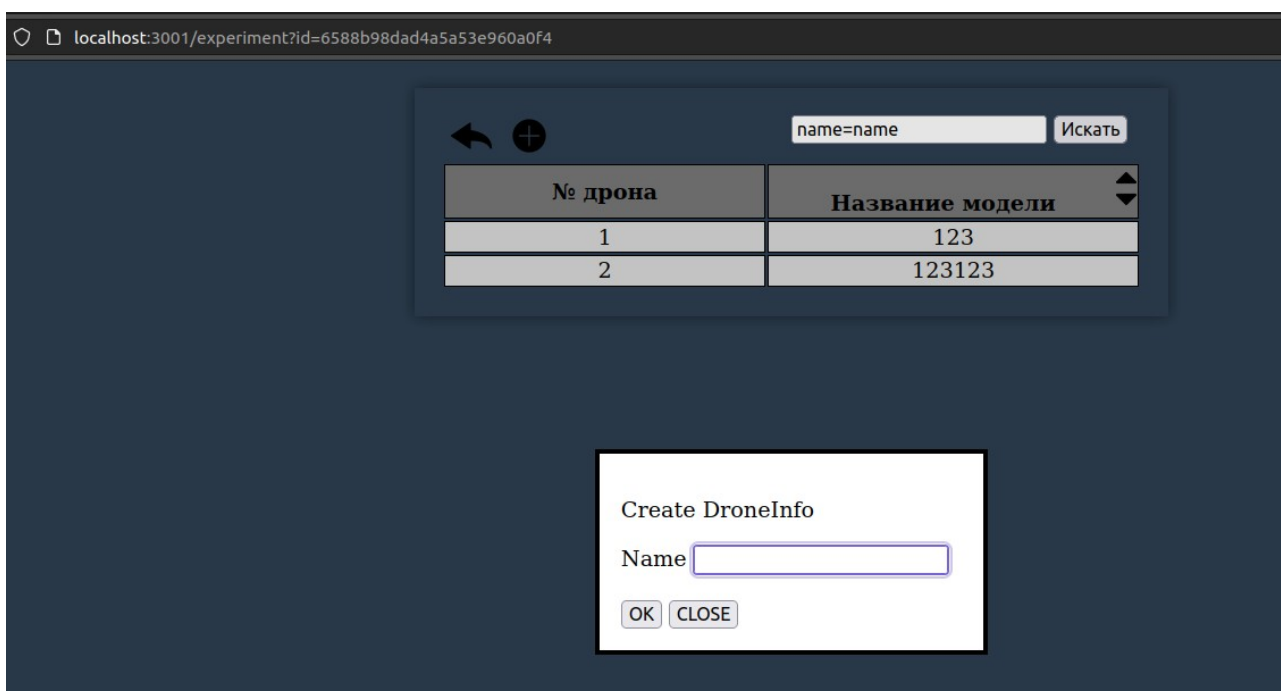 localhost:3001/experiment?id=6588b98dad4a5a53e960a0f4
name=name Искать
№ дрона Название модели
1 123
2 123123
Create DroneInfo
Name
OK CLOSE